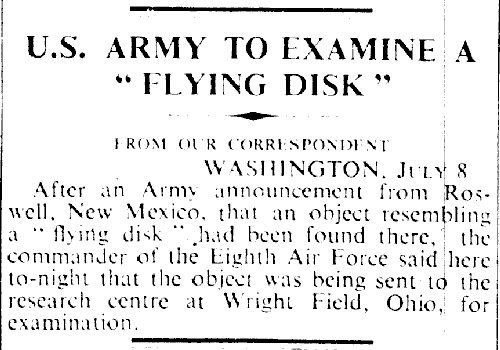 U.S. ARMY TO EXAMINE A
“ FLYING DISK ”
FROM OUR CORRESPONDENT
WASHINGTON, JULY 8
After an Army announcement from Ros-
well, New Mexico, that an object resembling
a “ flying disk ” had been found there, the
commander of the Eighth Air Force said here
to-night that the object was being sent to the
research centre at Wright Field, Ohio, for
examination.